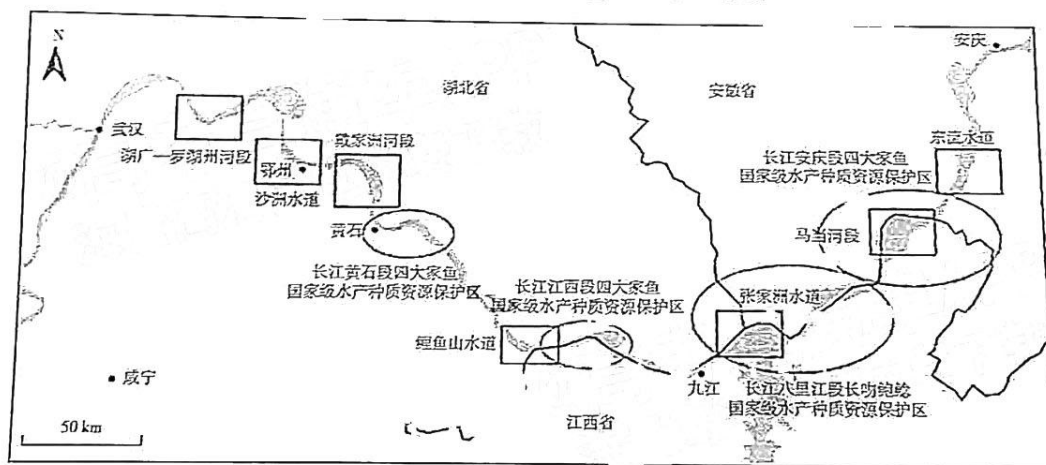 N
安庆
湖北省
安徽省
武汉
东流水道
戴家洲河段
湖广—罗湖州河段
长江安庆段四大家鱼
国家级水产种质资源保护区
鄂州
沙洲水道
马当河段
黄石
长江黄石段四大家鱼
国家级水产种质资源保护区
长江江西段四大家鱼
国家级水产种质资源保护区
张家洲水道
鲤鱼山水道
咸宁
九江
长江八里江段长吻鮠鲶
国家级水产种质资源保护区
江西省
50 km